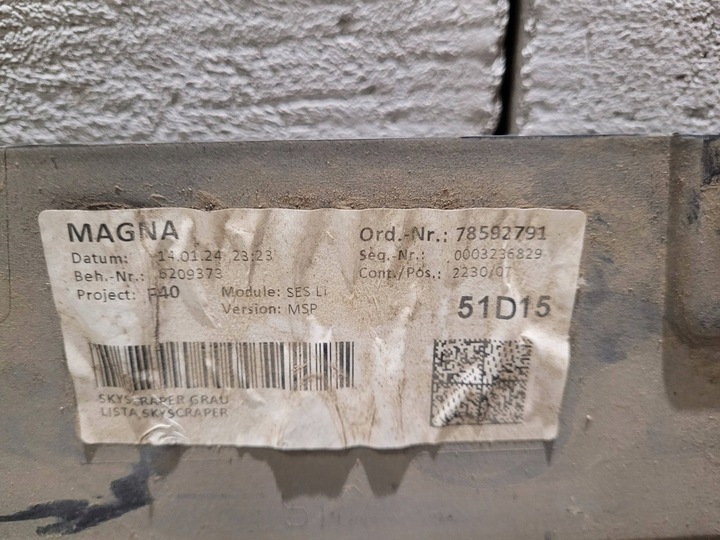 MAGNA
Ord.-Nr.: 78592791
Datum: 14.01.24 23:23
Seq.-Nr.: 0003236829
Beh.-Nr.: 6209373
Cont./Pos.: 2230/07
Project: F40
Module: SES Li
Version: MSP
51D15
SKYSCRAPER GRAU
LISTA SKYSCRAPER